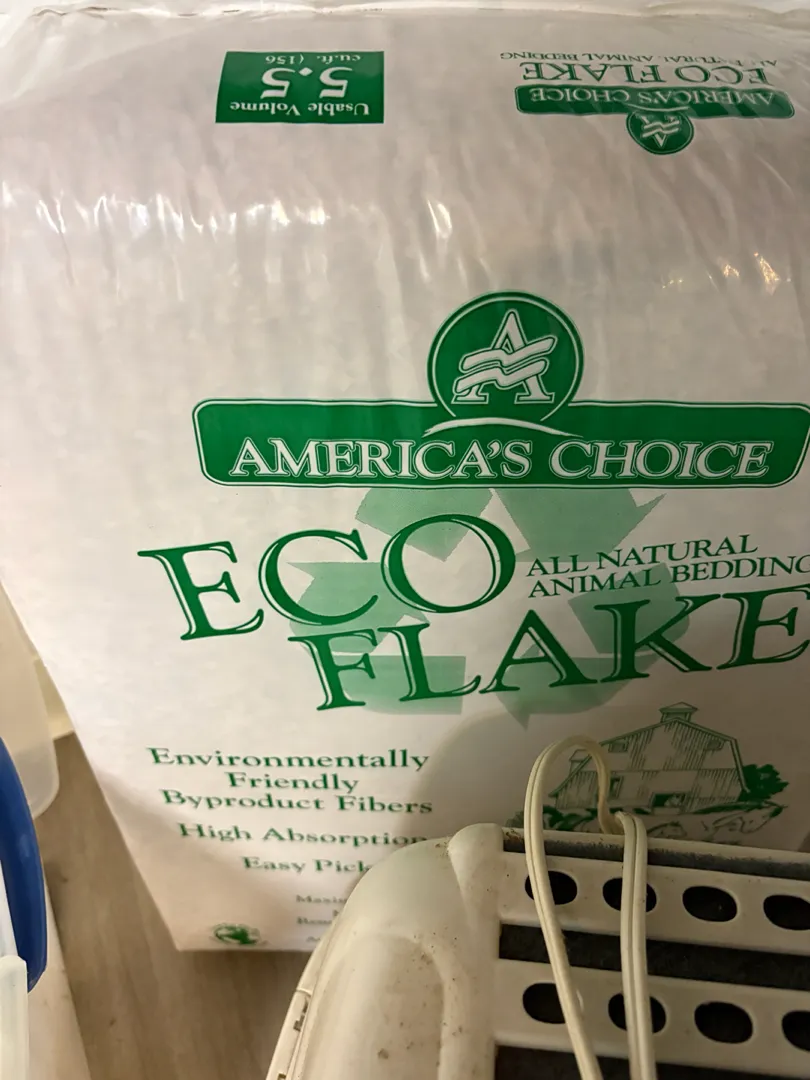 Usable Volume
5.5
cu.ft. (156
AMERICA'S CHOICE
ECO FLAKE
ALL NATURAL ANIMAL BEDDING
AMERICA'S CHOICE
ECO
ALL NATURAL
ANIMAL BEDDING
FLAKE
Environmentally
Friendly
Byproduct Fibers
High Absorption
Easy